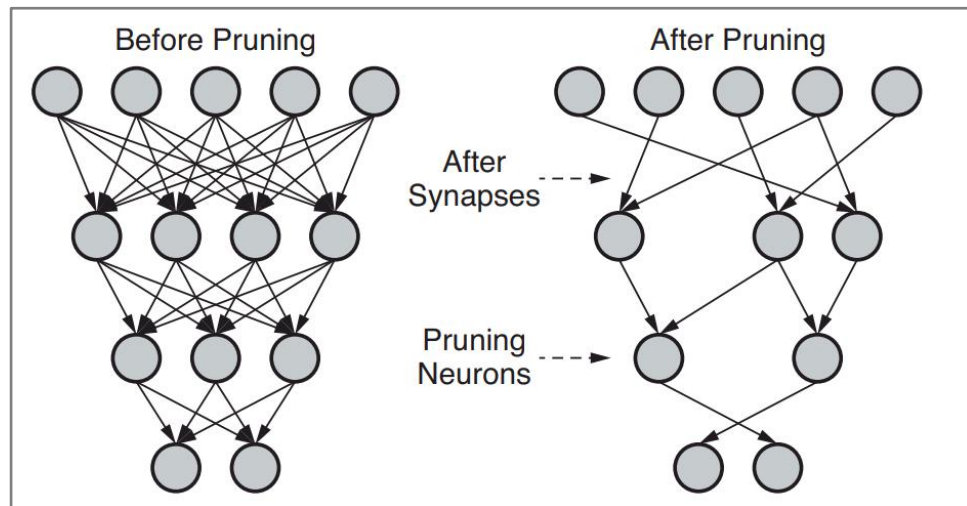 Before Pruning
After Pruning
After
Synapses
Pruning
Neurons